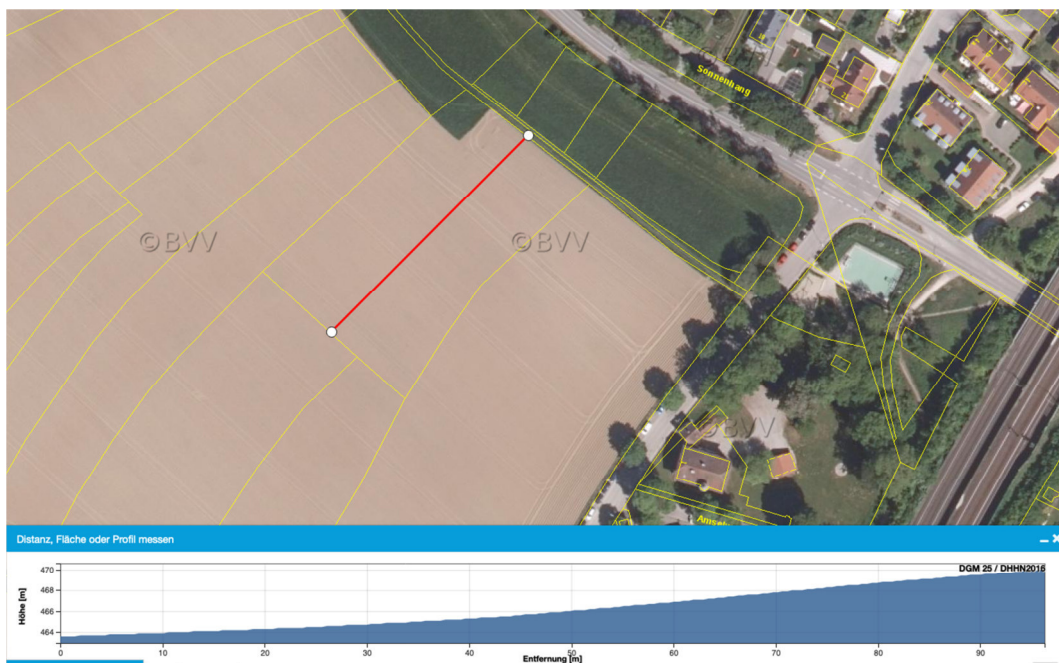 Sonnenhang
©BVV
©BVV
BVV
Distanz, Fläche oder Profil messen
DGM 25 / DHHN2016
Höhe [m]
470
468
466
464
0
10
20
30
40
50
60
70
80
90
Entfernung [m]